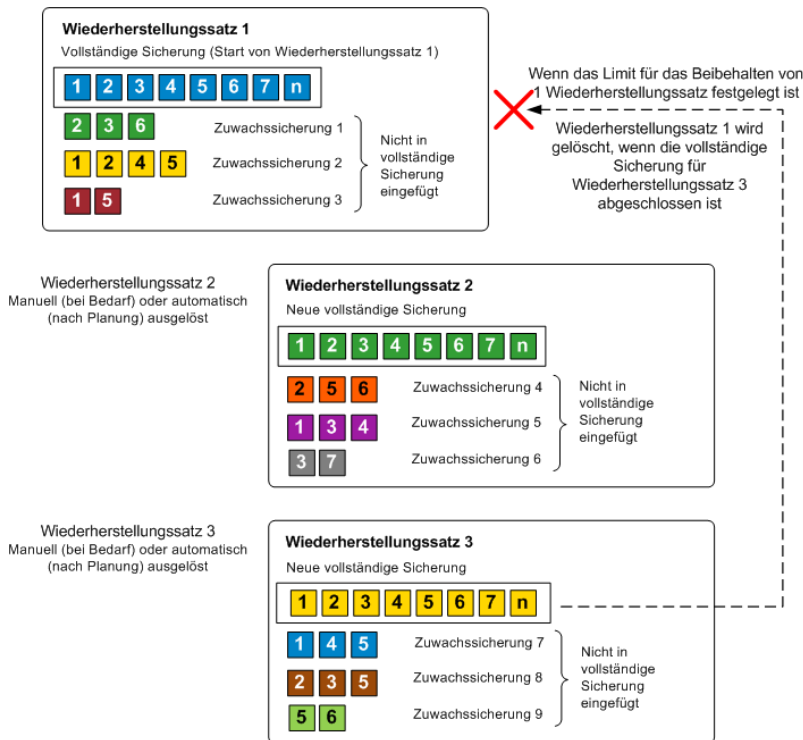 Wiederherstellungssatz 1
Vollständige Sicherung (Start von Wiederherstellungssatz 1)
1 2 3 4 5 6 7 n
2 3 6 Zuwachssicherung 1
1 2 4 5 Zuwachssicherung 2
1 5 Zuwachssicherung 3
Nicht in
vollständige
Sicherung
eingefügt
Wenn das Limit für das Beibehalten von
1 Wiederherstellungssatz festgelegt ist
Wiederherstellungssatz 1 wird
gelöscht, wenn die vollständige
Sicherung für
Wiederherstellungssatz 3
abgeschlossen ist
Wiederherstellungssatz 2
Manuell (bei Bedarf) oder automatisch
(nach Planung) ausgelöst
Wiederherstellungssatz 2
Neue vollständige Sicherung
1 2 3 4 5 6 7 n
2 5 6 Zuwachssicherung 4
1 3 4 Zuwachssicherung 5
3 7 Zuwachssicherung 6
Nicht in
vollständige
Sicherung
eingefügt
Wiederherstellungssatz 3
Manuell (bei Bedarf) oder automatisch
(nach Planung) ausgelöst
Wiederherstellungssatz 3
Neue vollständige Sicherung
1 2 3 4 5 6 7 n
1 4 5 Zuwachssicherung 7
2 3 5 Zuwachssicherung 8
5 6 Zuwachssicherung 9
Nicht in
vollständige
Sicherung
eingefügt